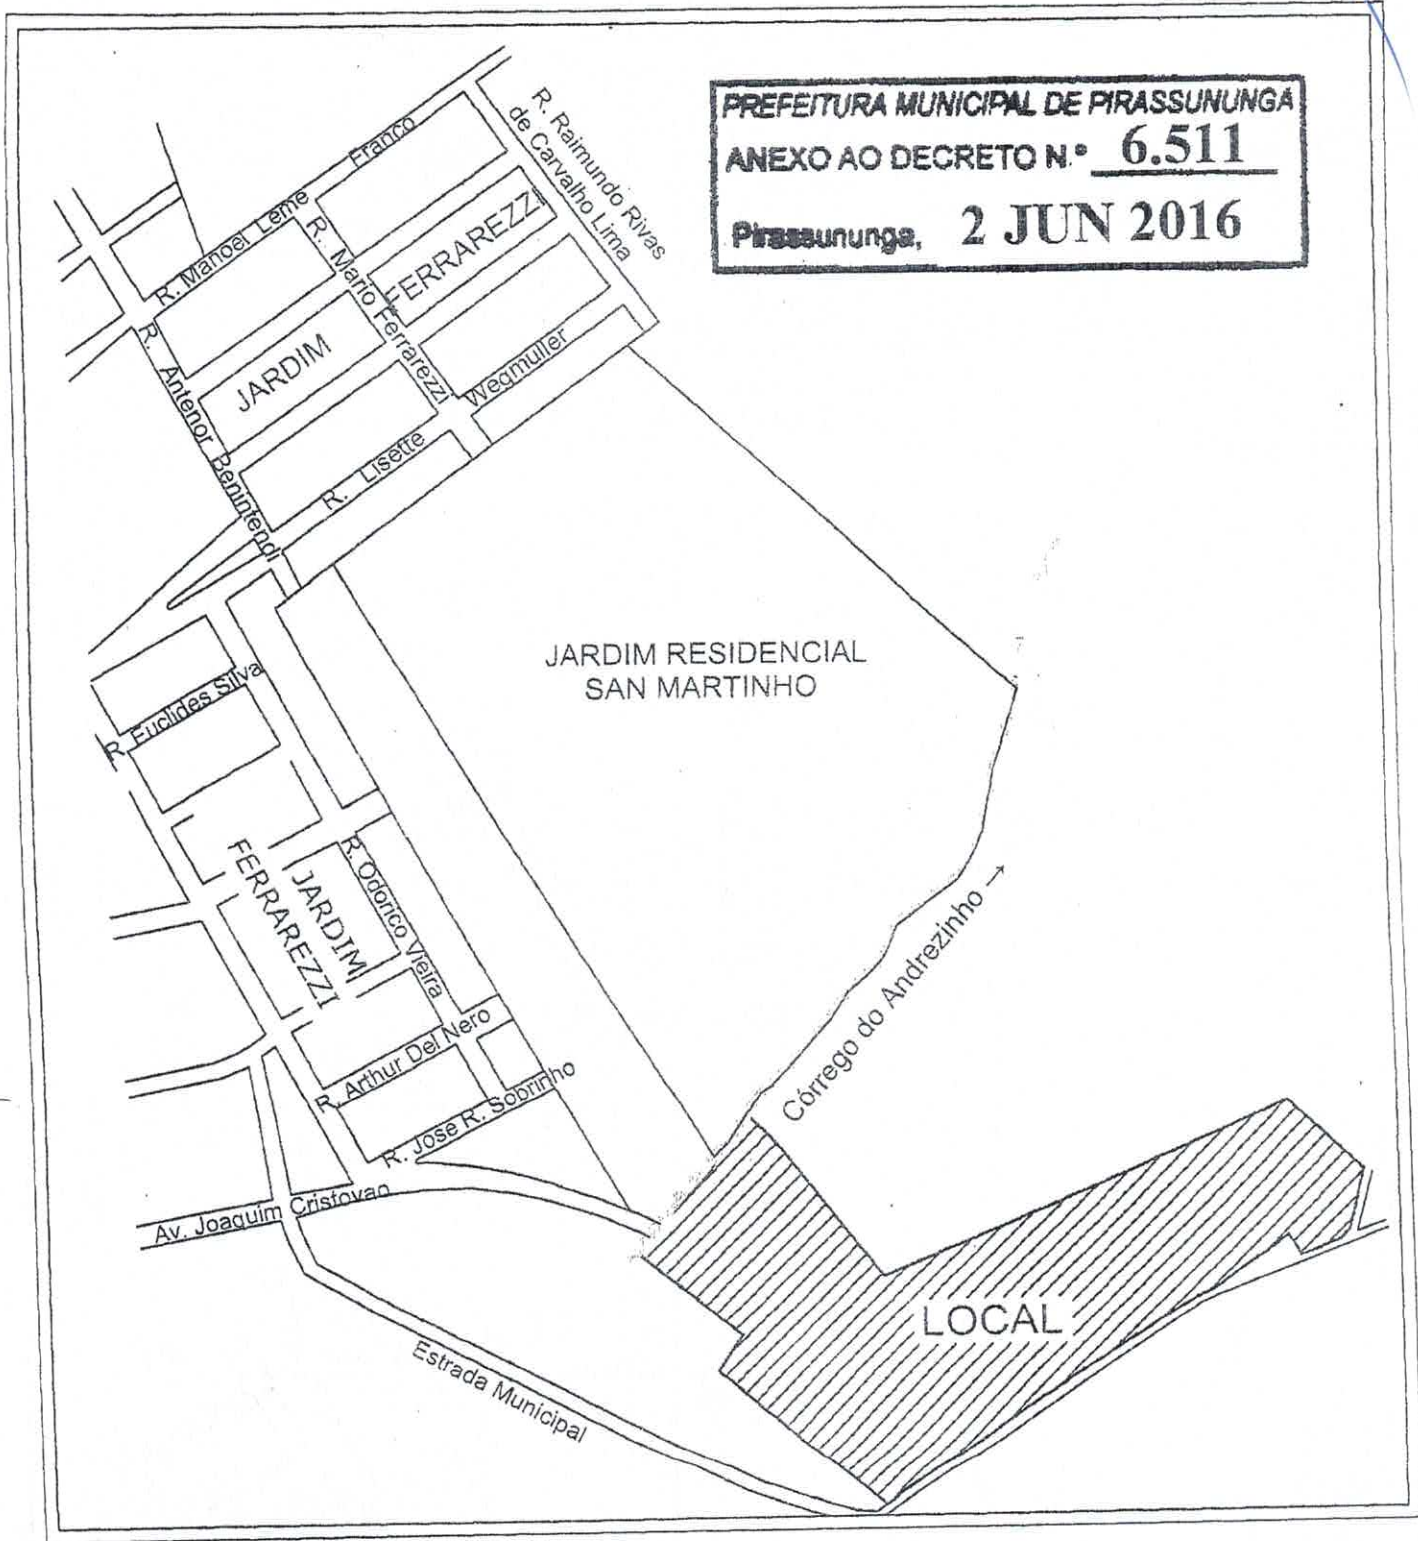 PREFEITURA MUNICIPAL DE PIRASSUNUNGA
ANEXO AO DECRETO N.º 6.511
Pirassununga, 2 JUN 2016
R. Raimundo Rivas
de Carvalho Lima
R. Manoel Leme Franco
R. Mario Ferrarezzi
JARDIM FERRAREZZI
R. Antenor Benintendi
R. Lisette Wegmuller
JARDIM RESIDENCIAL
SAN MARTINHO
R. Euclides Silva
JARDIM
FERRAREZZI
R. Odorico Vieira
Córrego do Andrezinho →
R. Arthur Del Nero
R. Jose R. Sobrinho
Av. Joaquim Cristovao
LOCAL
Estrada Municipal